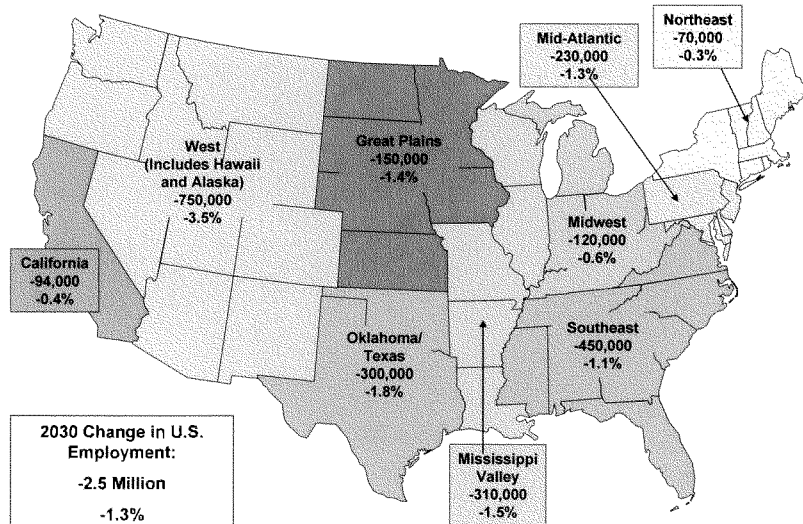 Northeast
-70,000
-0.3%
Mid-Atlantic
-230,000
-1.3%
West
(Includes Hawaii
and Alaska)
-750,000
-3.5%
Great Plains
-150,000
-1.4%
Midwest
-120,000
-0.6%
California
-94,000
-0.4%
Oklahoma/
Texas
-300,000
-1.8%
Southeast
-450,000
-1.1%
Mississippi
Valley
-310,000
-1.5%
2030 Change in U.S.
Employment:
-2.5 Million
-1.3%